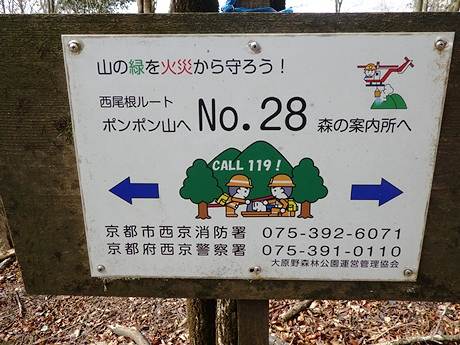 山の緑を火災から守ろう！
西尾根ルート
ポンポン山へ No.28 森の案内所へ
CALL 119!
京都市西京消防署 075-392-6071
京都府西京警察署 075-391-0110
大原野森林公園運営管理協会